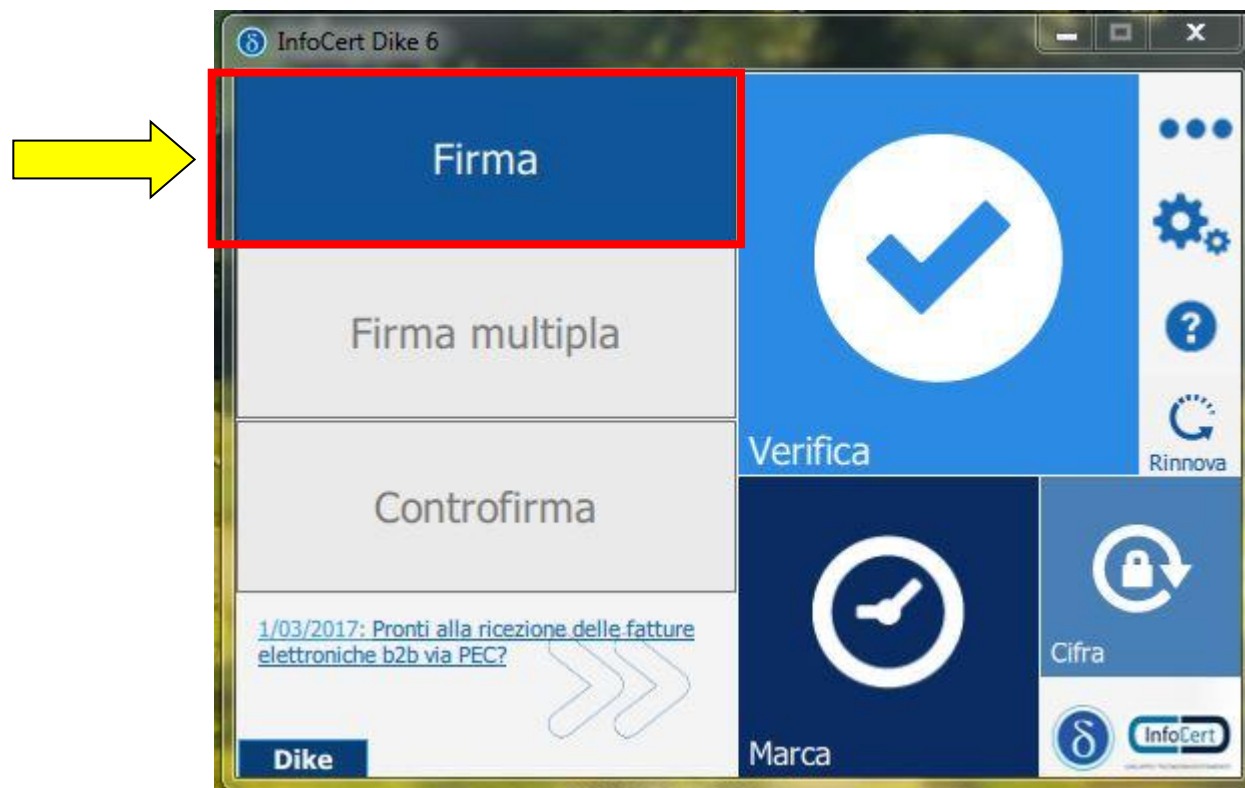 InfoCert Dike 6
Firma
Firma multipla
Controfirma
1/03/2017: Pronti alla ricezione delle fatture
elettroniche b2b via PEC?
Dike
Verifica
Rinnova
Marca
Cifra
δ
InfoCert